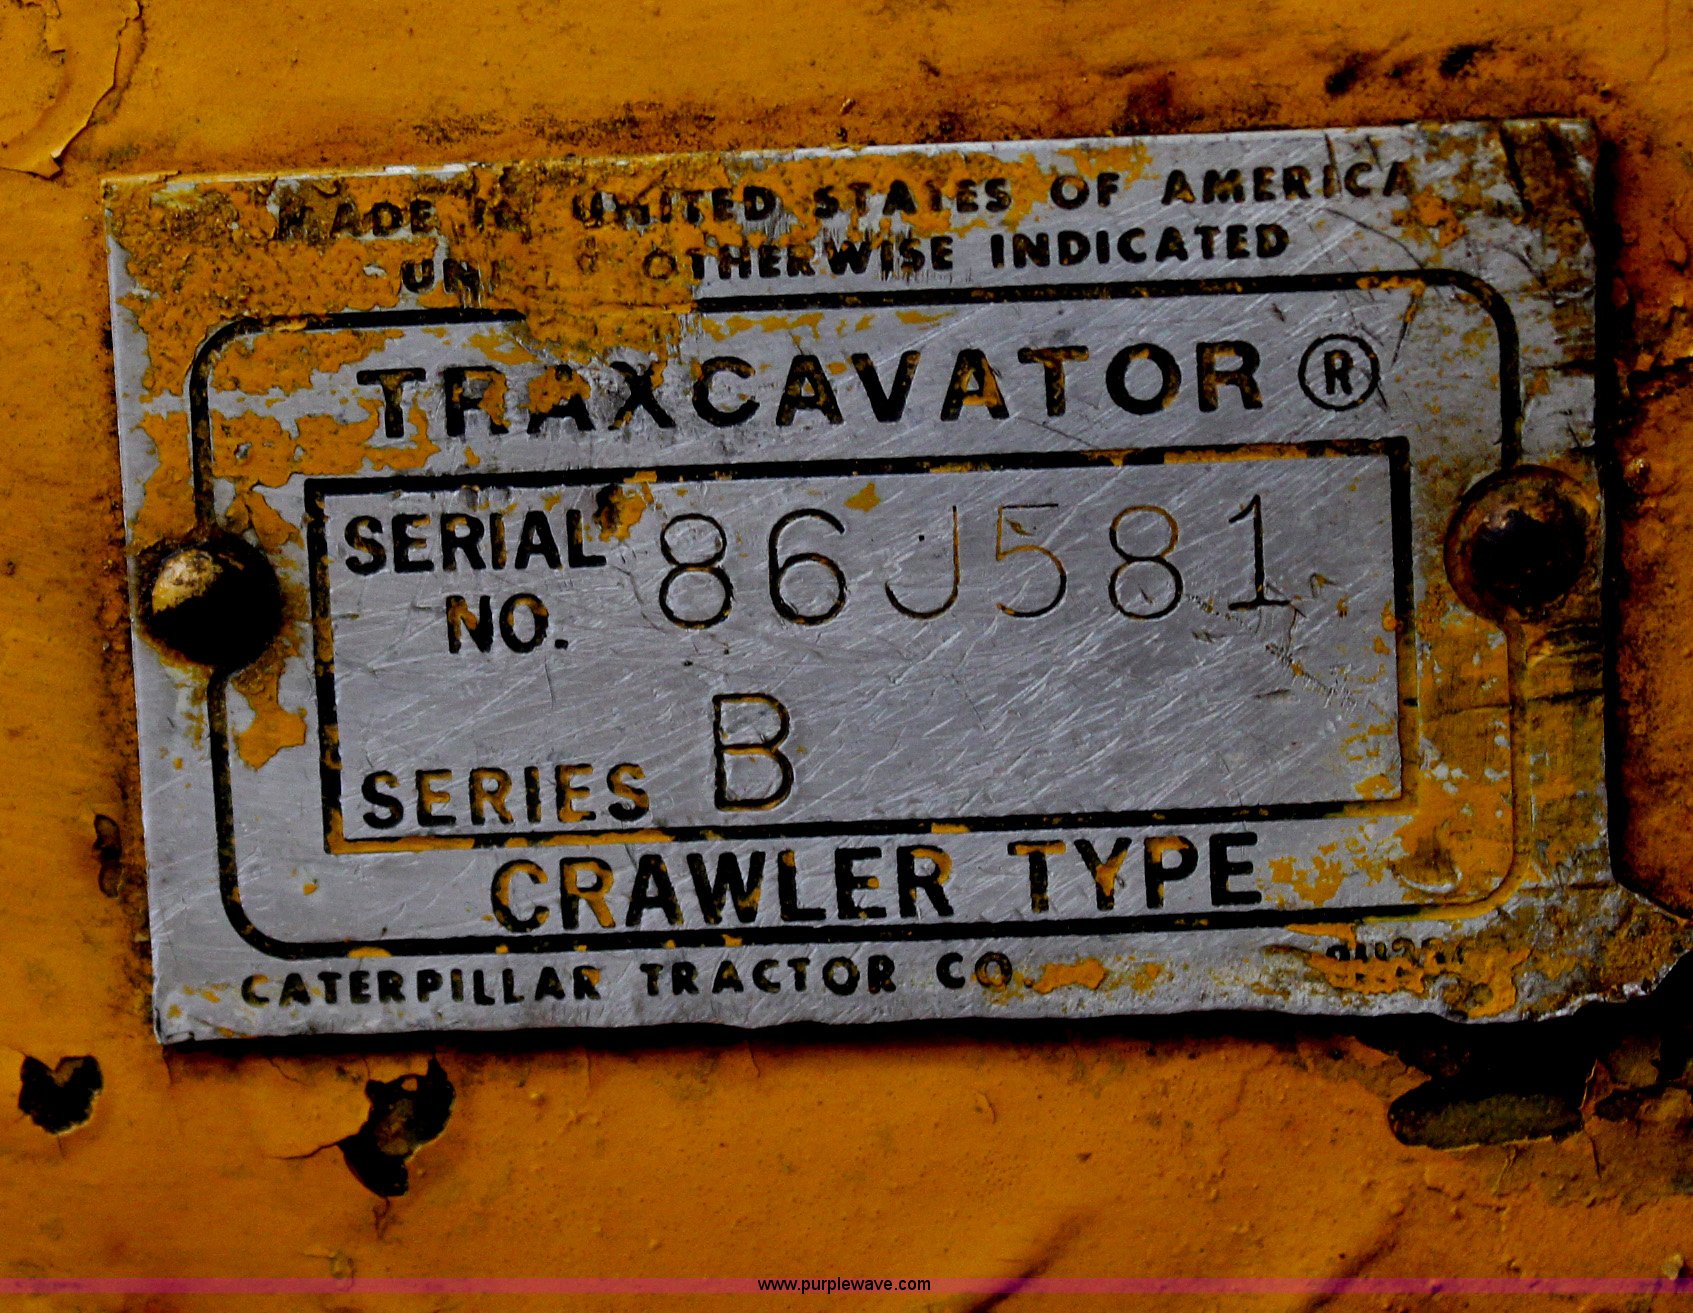 MADE IN UNITED STATES OF AMERICA
OTHERWISE INDICATED
TRAXCAVATOR ®
SERIAL NO. 86J581
SERIES B
CRAWLER TYPE
CATERPILLAR TRACTOR CO.
www.purplewave.com